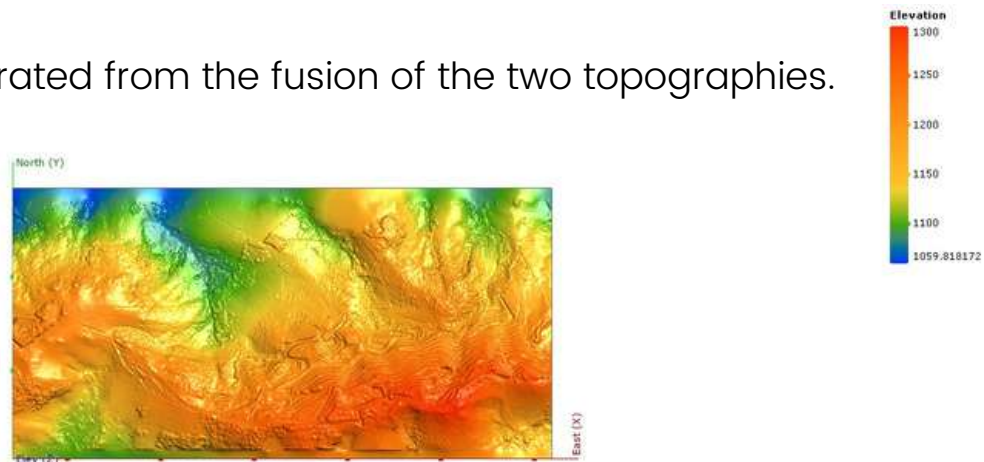 Elevation
1300
rated from the fusion of the two topographies.
1250
1200
1150
1100
1059.818172
North (Y)
East (X)